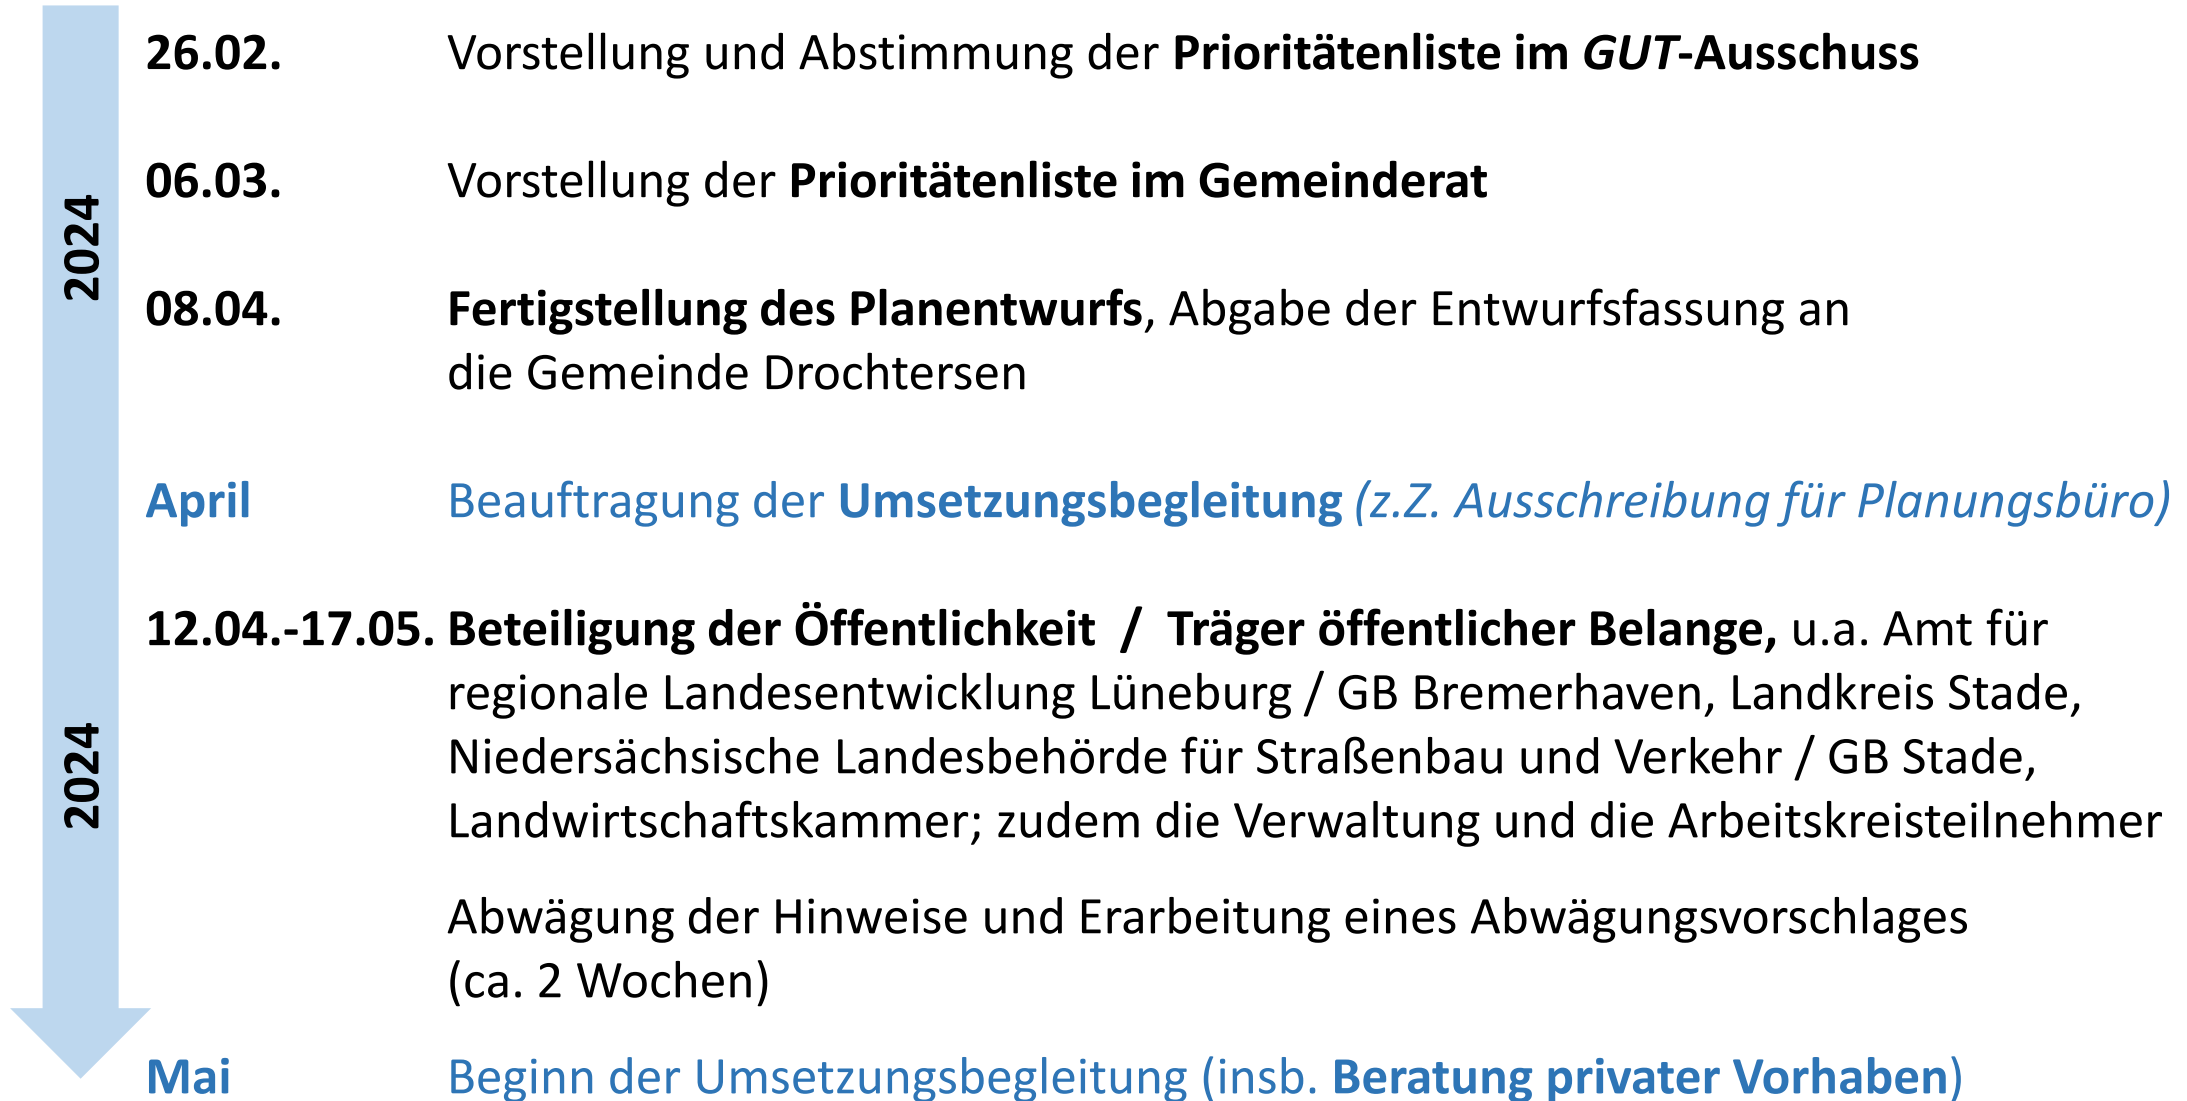 26.02. Vorstellung und Abstimmung der Prioritätenliste im GUT-Ausschuss
2024
06.03. Vorstellung der Prioritätenliste im Gemeinderat
08.04. Fertigstellung des Planentwurfs, Abgabe der Entwurfsfassung an
die Gemeinde Drochtersen
April Beauftragung der Umsetzungsbegleitung (z.Z. Ausschreibung für Planungsbüro)
12.04.-17.05. Beteiligung der Öffentlichkeit / Träger öffentlicher Belange, u.a. Amt für
regionale Landesentwicklung Lüneburg / GB Bremerhaven, Landkreis Stade,
2024
Niedersächsische Landesbehörde für Straßenbau und Verkehr / GB Stade,
Landwirtschaftskammer; zudem die Verwaltung und die Arbeitskreisteilnehmer
Abwägung der Hinweise und Erarbeitung eines Abwägungsvorschlages
(ca. 2 Wochen)
Mai Beginn der Umsetzungsbegleitung (insb. Beratung privater Vorhaben)